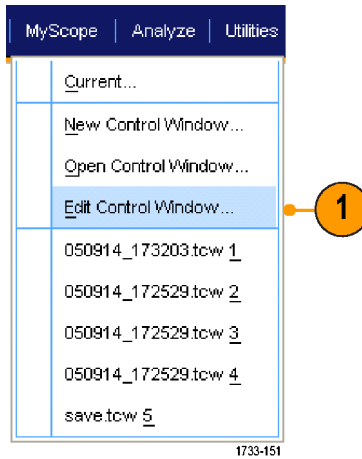 MyScope | Analyze | Utilities
Current...
New Control Window...
Open Control Window...
Edit Control Window...
1
050914_173203.tcw 1
050914_172529.tcw 2
050914_172529.tcw 3
050914_172529.tcw 4
save.tcw 5
1733-151